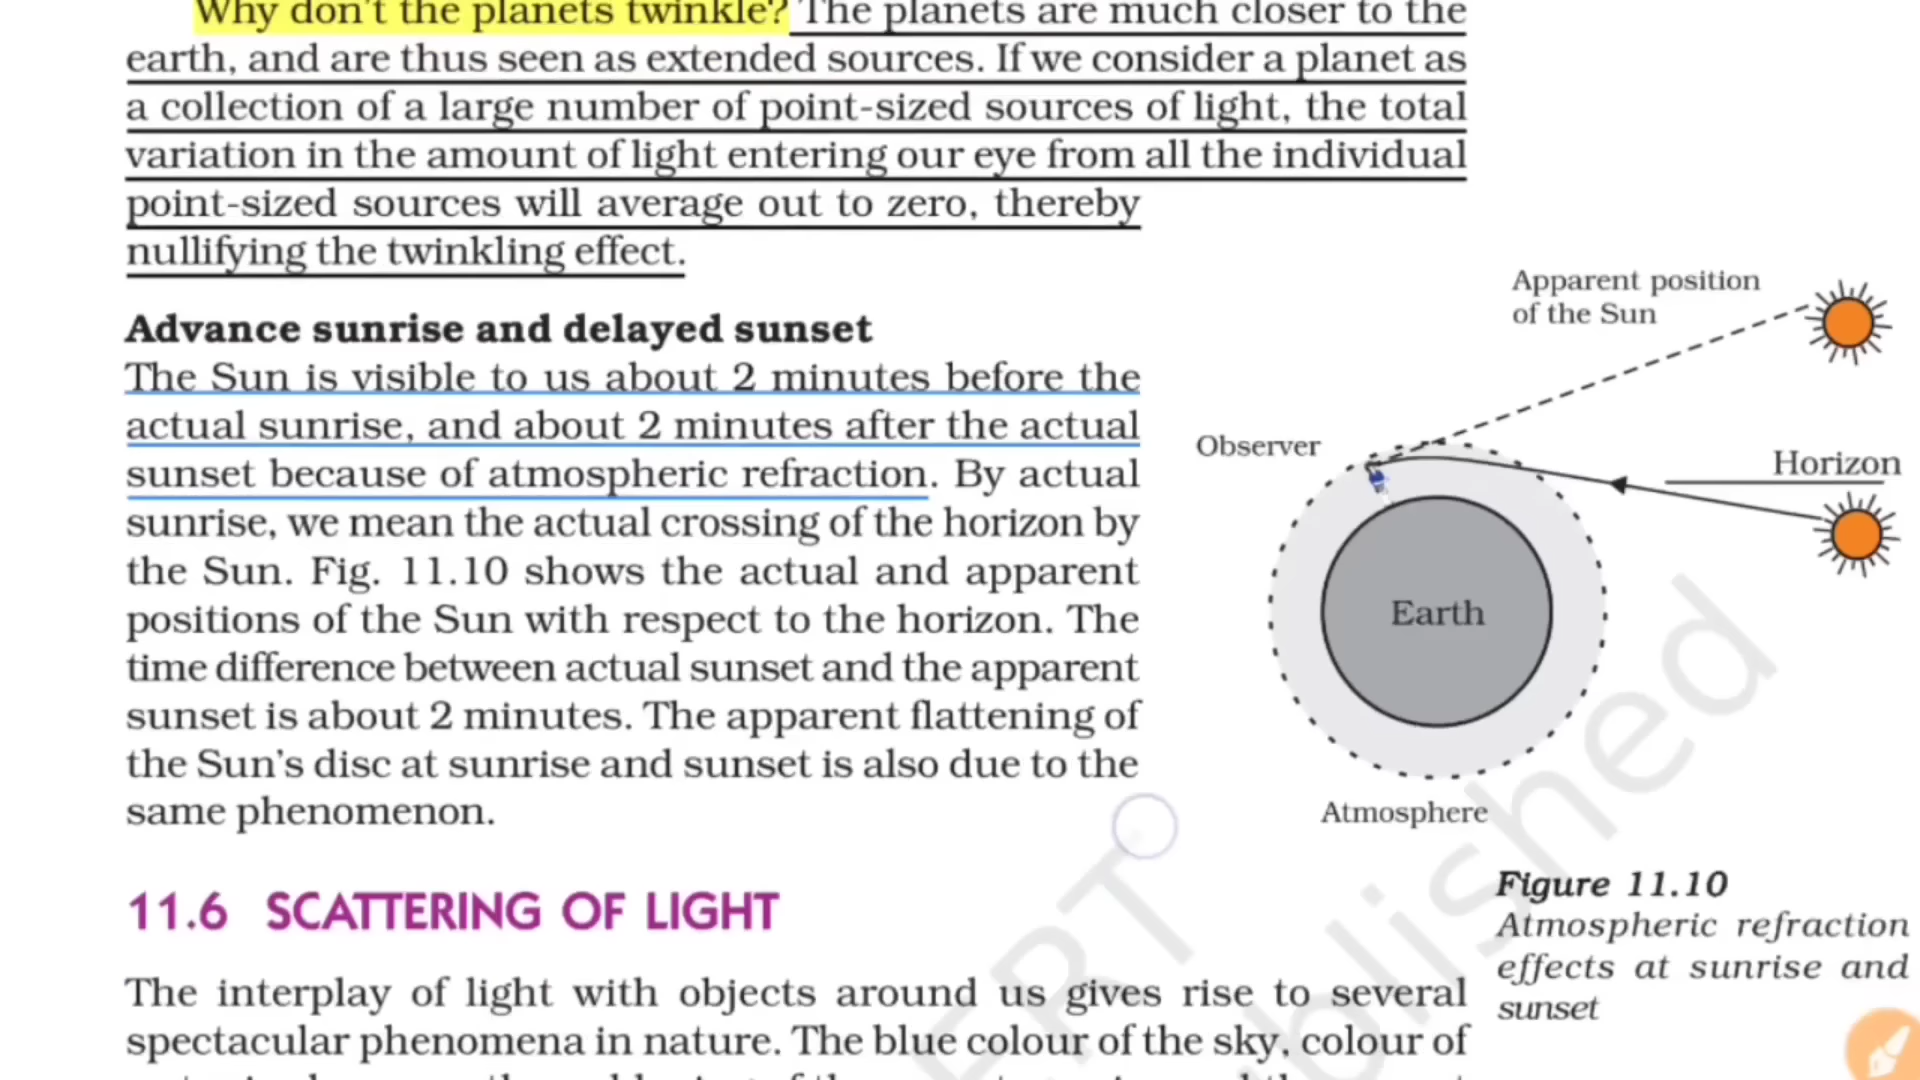 Why don't the planets twinkle? The planets are much closer to the
earth, and are thus seen as extended sources. If we consider a planet as
a collection of a large number of point-sized sources of light, the total
variation in the amount of light entering our eye from all the individual
point-sized sources will average out to zero, thereby
nullifying the twinkling effect.
Advance sunrise and delayed sunset
The Sun is visible to us about 2 minutes before the
actual sunrise, and about 2 minutes after the actual
sunset because of atmospheric refraction. By actual
sunrise, we mean the actual crossing of the horizon by
the Sun. Fig. 11.10 shows the actual and apparent
positions of the Sun with respect to the horizon. The
time difference between actual sunset and the apparent
sunset is about 2 minutes. The apparent flattening of
the Sun's disc at sunrise and sunset is also due to the
same phenomenon.
Apparent position
of the Sun
Observer
Horizon
Earth
Atmosphere
Figure 11.10
Atmospheric refraction
effects at sunrise and
sunset
11.6 SCATTERING OF LIGHT
The interplay of light with objects around us gives rise to several
spectacular phenomena in nature. The blue colour of the sky, colour of